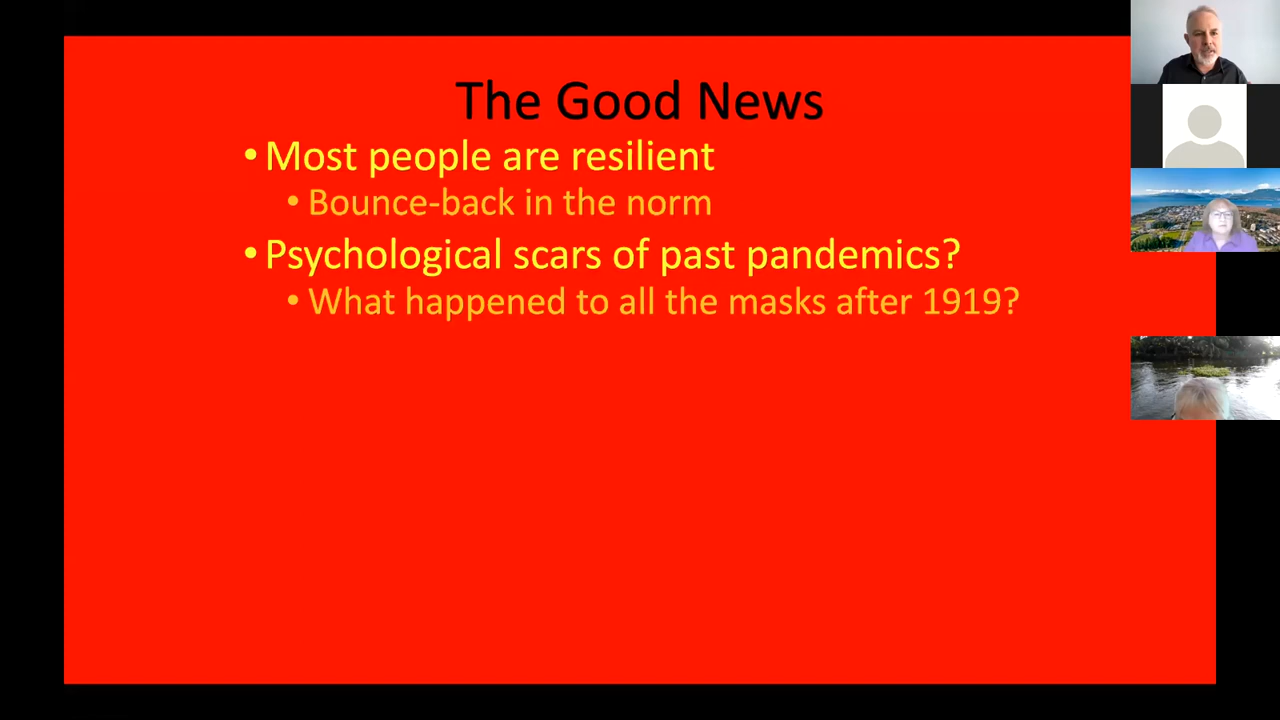 The Good News
• Most people are resilient
• Bounce-back in the norm
• Psychological scars of past pandemics?
• What happened to all the masks after 1919?